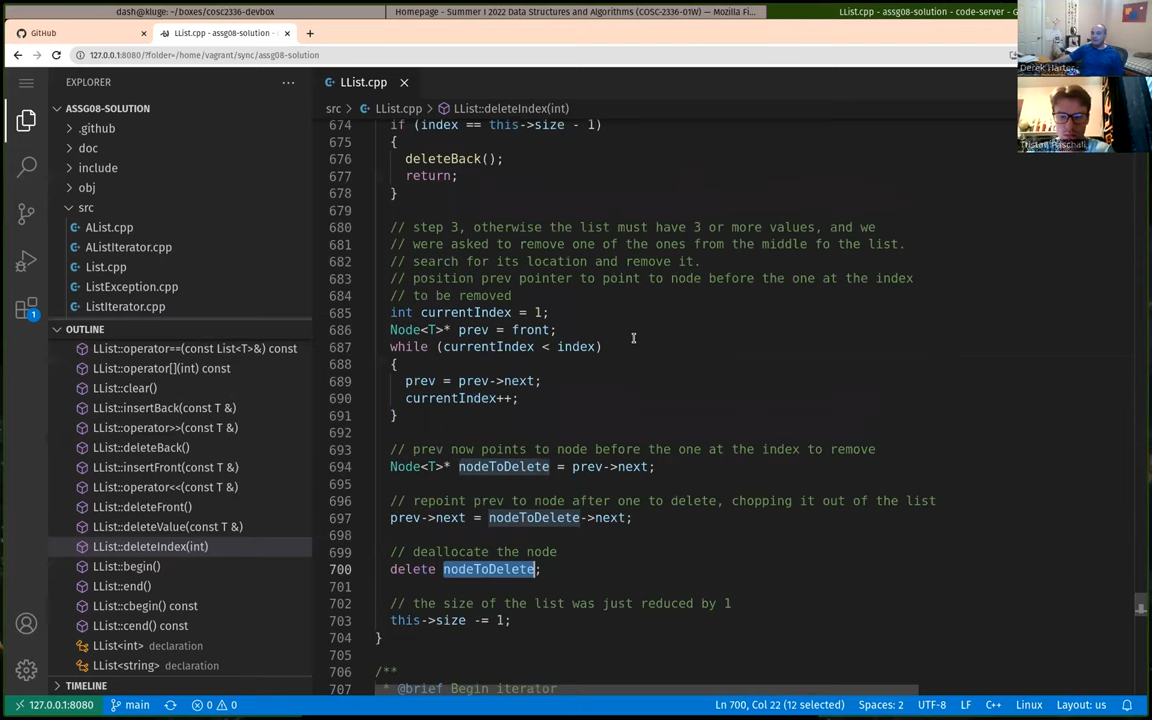 dash@kluge: ~/boxes/cosc2336-devbox
Homepage - Summer I 2022 Data Structures and Algorithms (COSC-2336-01W) — Mozilla Fi...
LList.cpp - assg08-solution - code-server - G
GitHub
LList.cpp - assg08-solution -
127.0.0.1:8080/?folder=/home/vagrant/sync/assg08-solution
Derek Harter
EXPLORER
LList.cpp
ASSG08-SOLUTION
src > LList.cpp > LList::deleteIndex(int)
.github
doc
include
obj
src
AList.cpp
AListIterator.cpp
List.cpp
ListException.cpp
ListIterator.cpp
OUTLINE
LList::operator==(const List<T>&) const
LList::operator[](int) const
LList::clear()
LList::insertBack(const T &)
LList::operator>>(const T &)
LList::deleteBack()
LList::insertFront(const T &)
LList::operator<<(const T &)
LList::deleteFront()
LList::deleteValue(const T &)
LList::deleteIndex(int)
LList::begin()
LList::end()
LList::cbegin() const
LList::cend() const
LList<int> declaration
LList<string> declaration
TIMELINE
674 if (index == this->size - 1)
675 {
676 deleteBack();
677 return;
678 }
679
680 // step 3, otherwise the list must have 3 or more values, and we
681 // were asked to remove one of the ones from the middle fo the list.
682 // search for its location and remove it.
683 // position prev pointer to point to node before the one at the index
684 // to be removed
685 int currentIndex = 1;
686 Node<T>* prev = front;
687 while (currentIndex < index)
688 {
689 prev = prev->next;
690 currentIndex++;
691 }
692
693 // prev now points to node before the one at the index to remove
694 Node<T>* nodeToDelete = prev->next;
695
696 // repoint prev to node after one to delete, chopping it out of the list
697 prev->next = nodeToDelete->next;
698
699 // deallocate the node
700 delete nodeToDelete;
701
702 // the size of the list was just reduced by 1
703 this->size -= 1;
704 }
705
706 /**
707 * @brief Begin iterator
1
127.0.0.1:8080
main
0
0
Ln 700, Col 22 (12 selected)
Spaces: 2
UTF-8
LF
C++
Linux
Layout: us